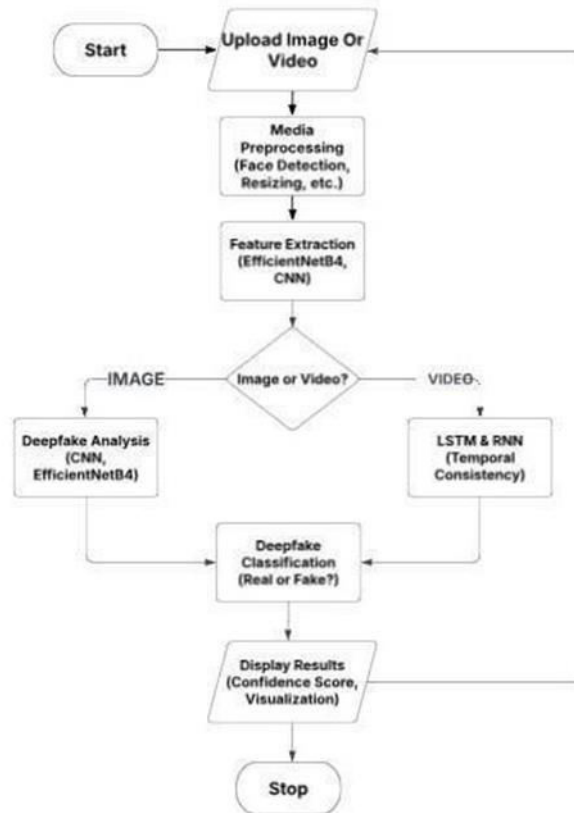 Start
Upload Image Or
Video
Media
Preprocessing
(Face Detection,
Resizing, etc.)
Feature Extraction
(EfficientNetB4,
CNN)
IMAGE
Image or Video?
VIDEO
Deepfake Analysis
(CNN,
EfficientNetB4)
LSTM & RNN
(Temporal
Consistency)
Deepfake
Classification
(Real or Fake?)
Display Results
(Confidence Score,
Visualization)
Stop